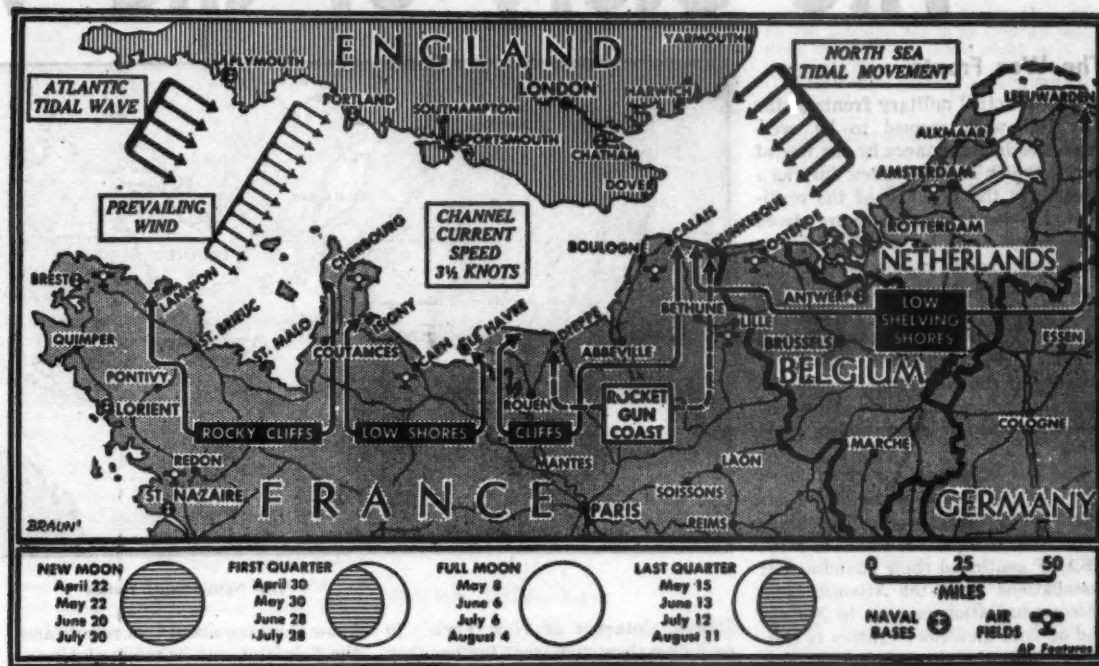 ENGLAND
YARMOUTH
PLYMOUTH
ATLANTIC
TIDAL WAVE
PORTLAND
SOUTHAMPTON
PORTSMOUTH
LONDON
HARWICH
CHATHAM
DOVER
NORTH SEA
TIDAL MOVEMENT
LEEUWARDEN
ALKMAAR
AMSTERDAM
ROTTERDAM
NETHERLANDS
PREVAILING
WIND
CHANNEL
CURRENT
SPEED
3½ KNOTS
CHERBOURG
BOULOGNE
CALAIS
DUNKERQUE
OSTENDE
BREST
LANNION
ST. BRIEUC
ST. MALO
ISIGNY
COUTANCES
CAEN
LE HAVRE
DIEPPE
ABBEVILLE
BETHUNE
LILLE
ANTWERP
BRUSSELS
BELGIUM
LOW
SHELVING
SHORES
ESSEN
QUIMPER
PONTIVY
LORIENT
ROUEN
ROCKY CLIFFS
LOW SHORES
CLIFFS
ROCKET
GUN
COAST
COLOGNE
MARCHE
REDON
MANTES
LAON
ST. NAZAIRE
FRANCE
PARIS
SOISSONS
REIMS
GERMANY
BRAUN
NEW MOON
April 22
May 22
June 20
July 20
FIRST QUARTER
April 30
May 30
June 28
July 28
FULL MOON
May 8
June 6
July 6
August 4
LAST QUARTER
May 15
June 13
July 12
August 11
0 25 50
MILES
NAVAL
BASES
AIR
FIELDS
AP Features